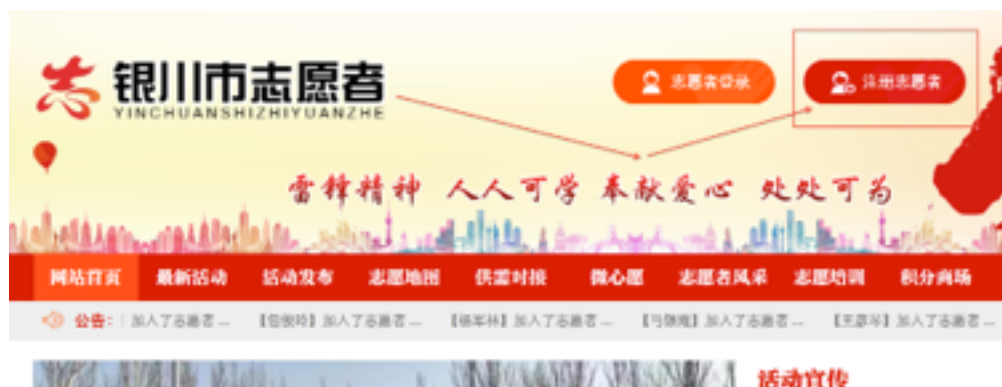 银川市志愿者
YINCHUANSHIZHIYUANZHE
志愿者登录
注册志愿者
雷锋精神 人人可学 奉献爱心 处处可为
网站首页 最新活动 活动发布 志愿地图 供需对接 微心愿 志愿者风采 志愿培训 积分商场
公告： 加入了志愿者 ... 加入了志愿者 ... 加入了志愿者 ... 加入了志愿者 ... 加入了志愿者 ...
活动宣传